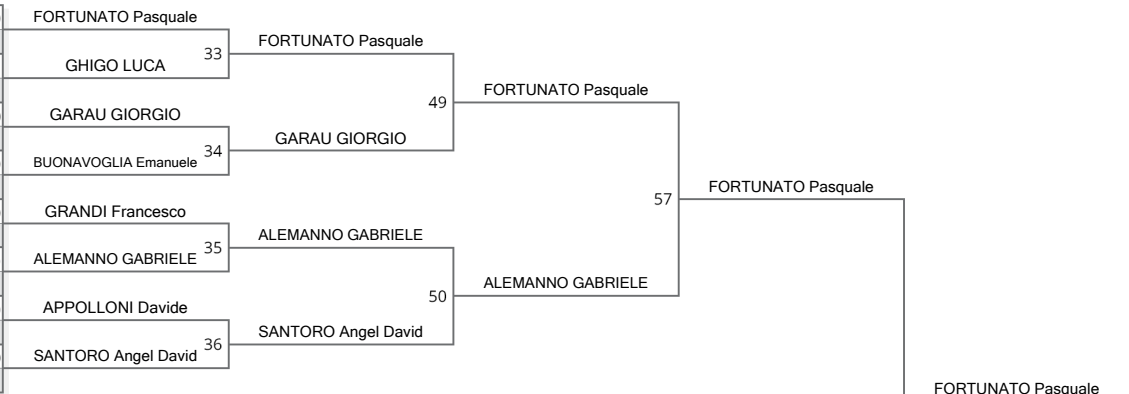 FORTUNATO Pasquale
33
FORTUNATO Pasquale
GHIGO LUCA
49
FORTUNATO Pasquale
GARAU GIORGIO
34
GARAU GIORGIO
BUONAVOGLIA Emanuele
57
FORTUNATO Pasquale
GRANDI Francesco
35
ALEMANNO GABRIELE
ALEMANNO GABRIELE
50
ALEMANNO GABRIELE
APPOLLONI Davide
36
SANTORO Angel David
SANTORO Angel David
FORTUNATO Pasquale